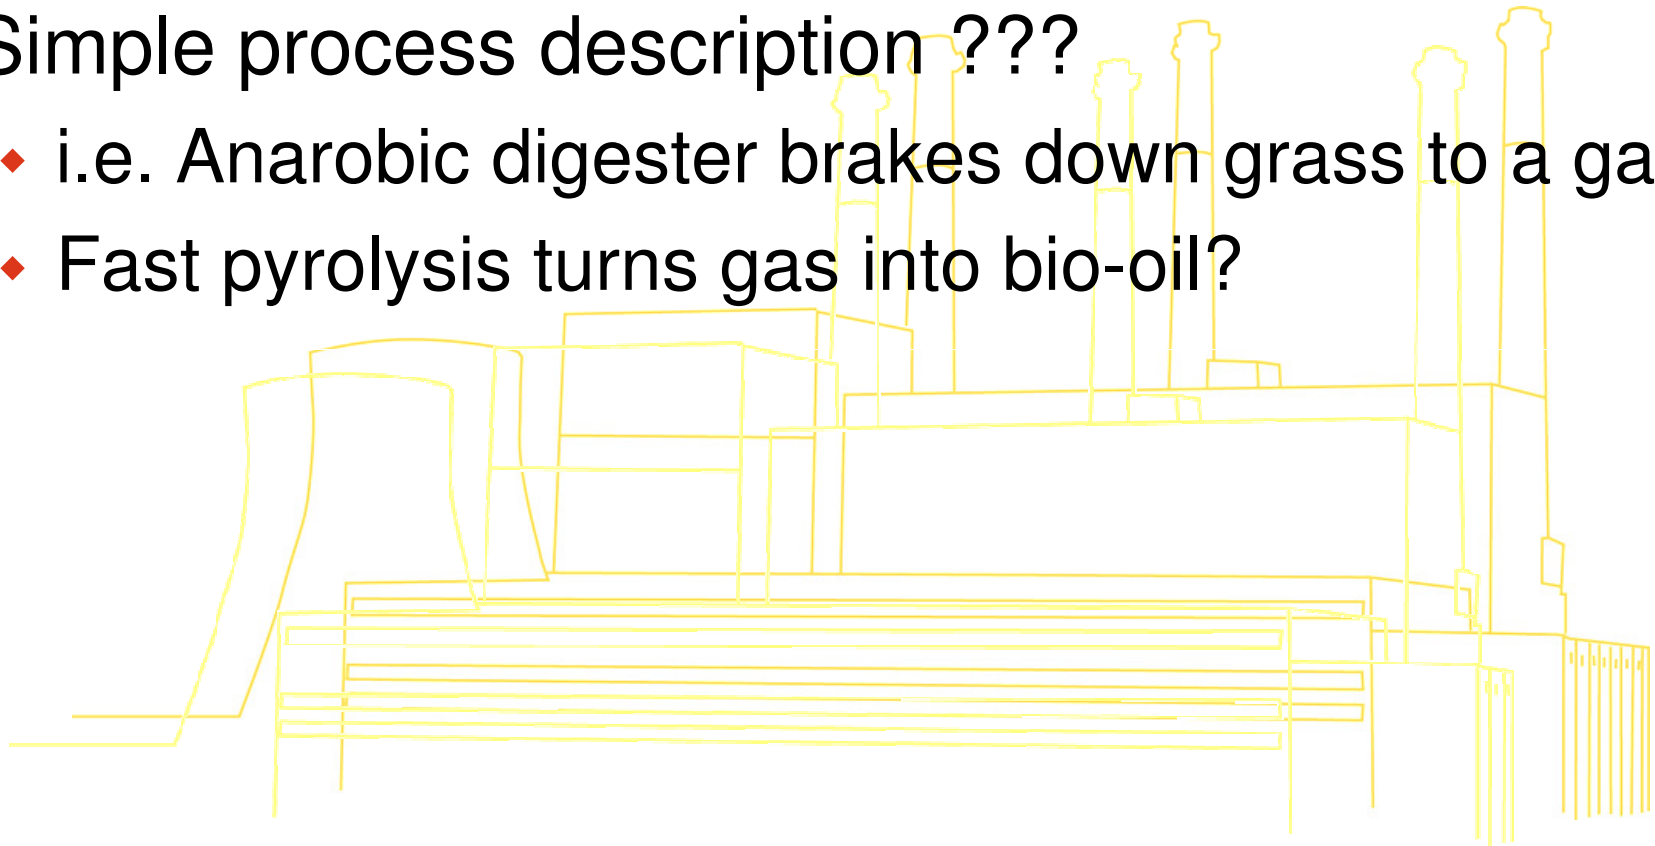 Simple process description ???
i.e. Anarobic digester brakes down grass to a ga
Fast pyrolysis turns gas into bio-oil?